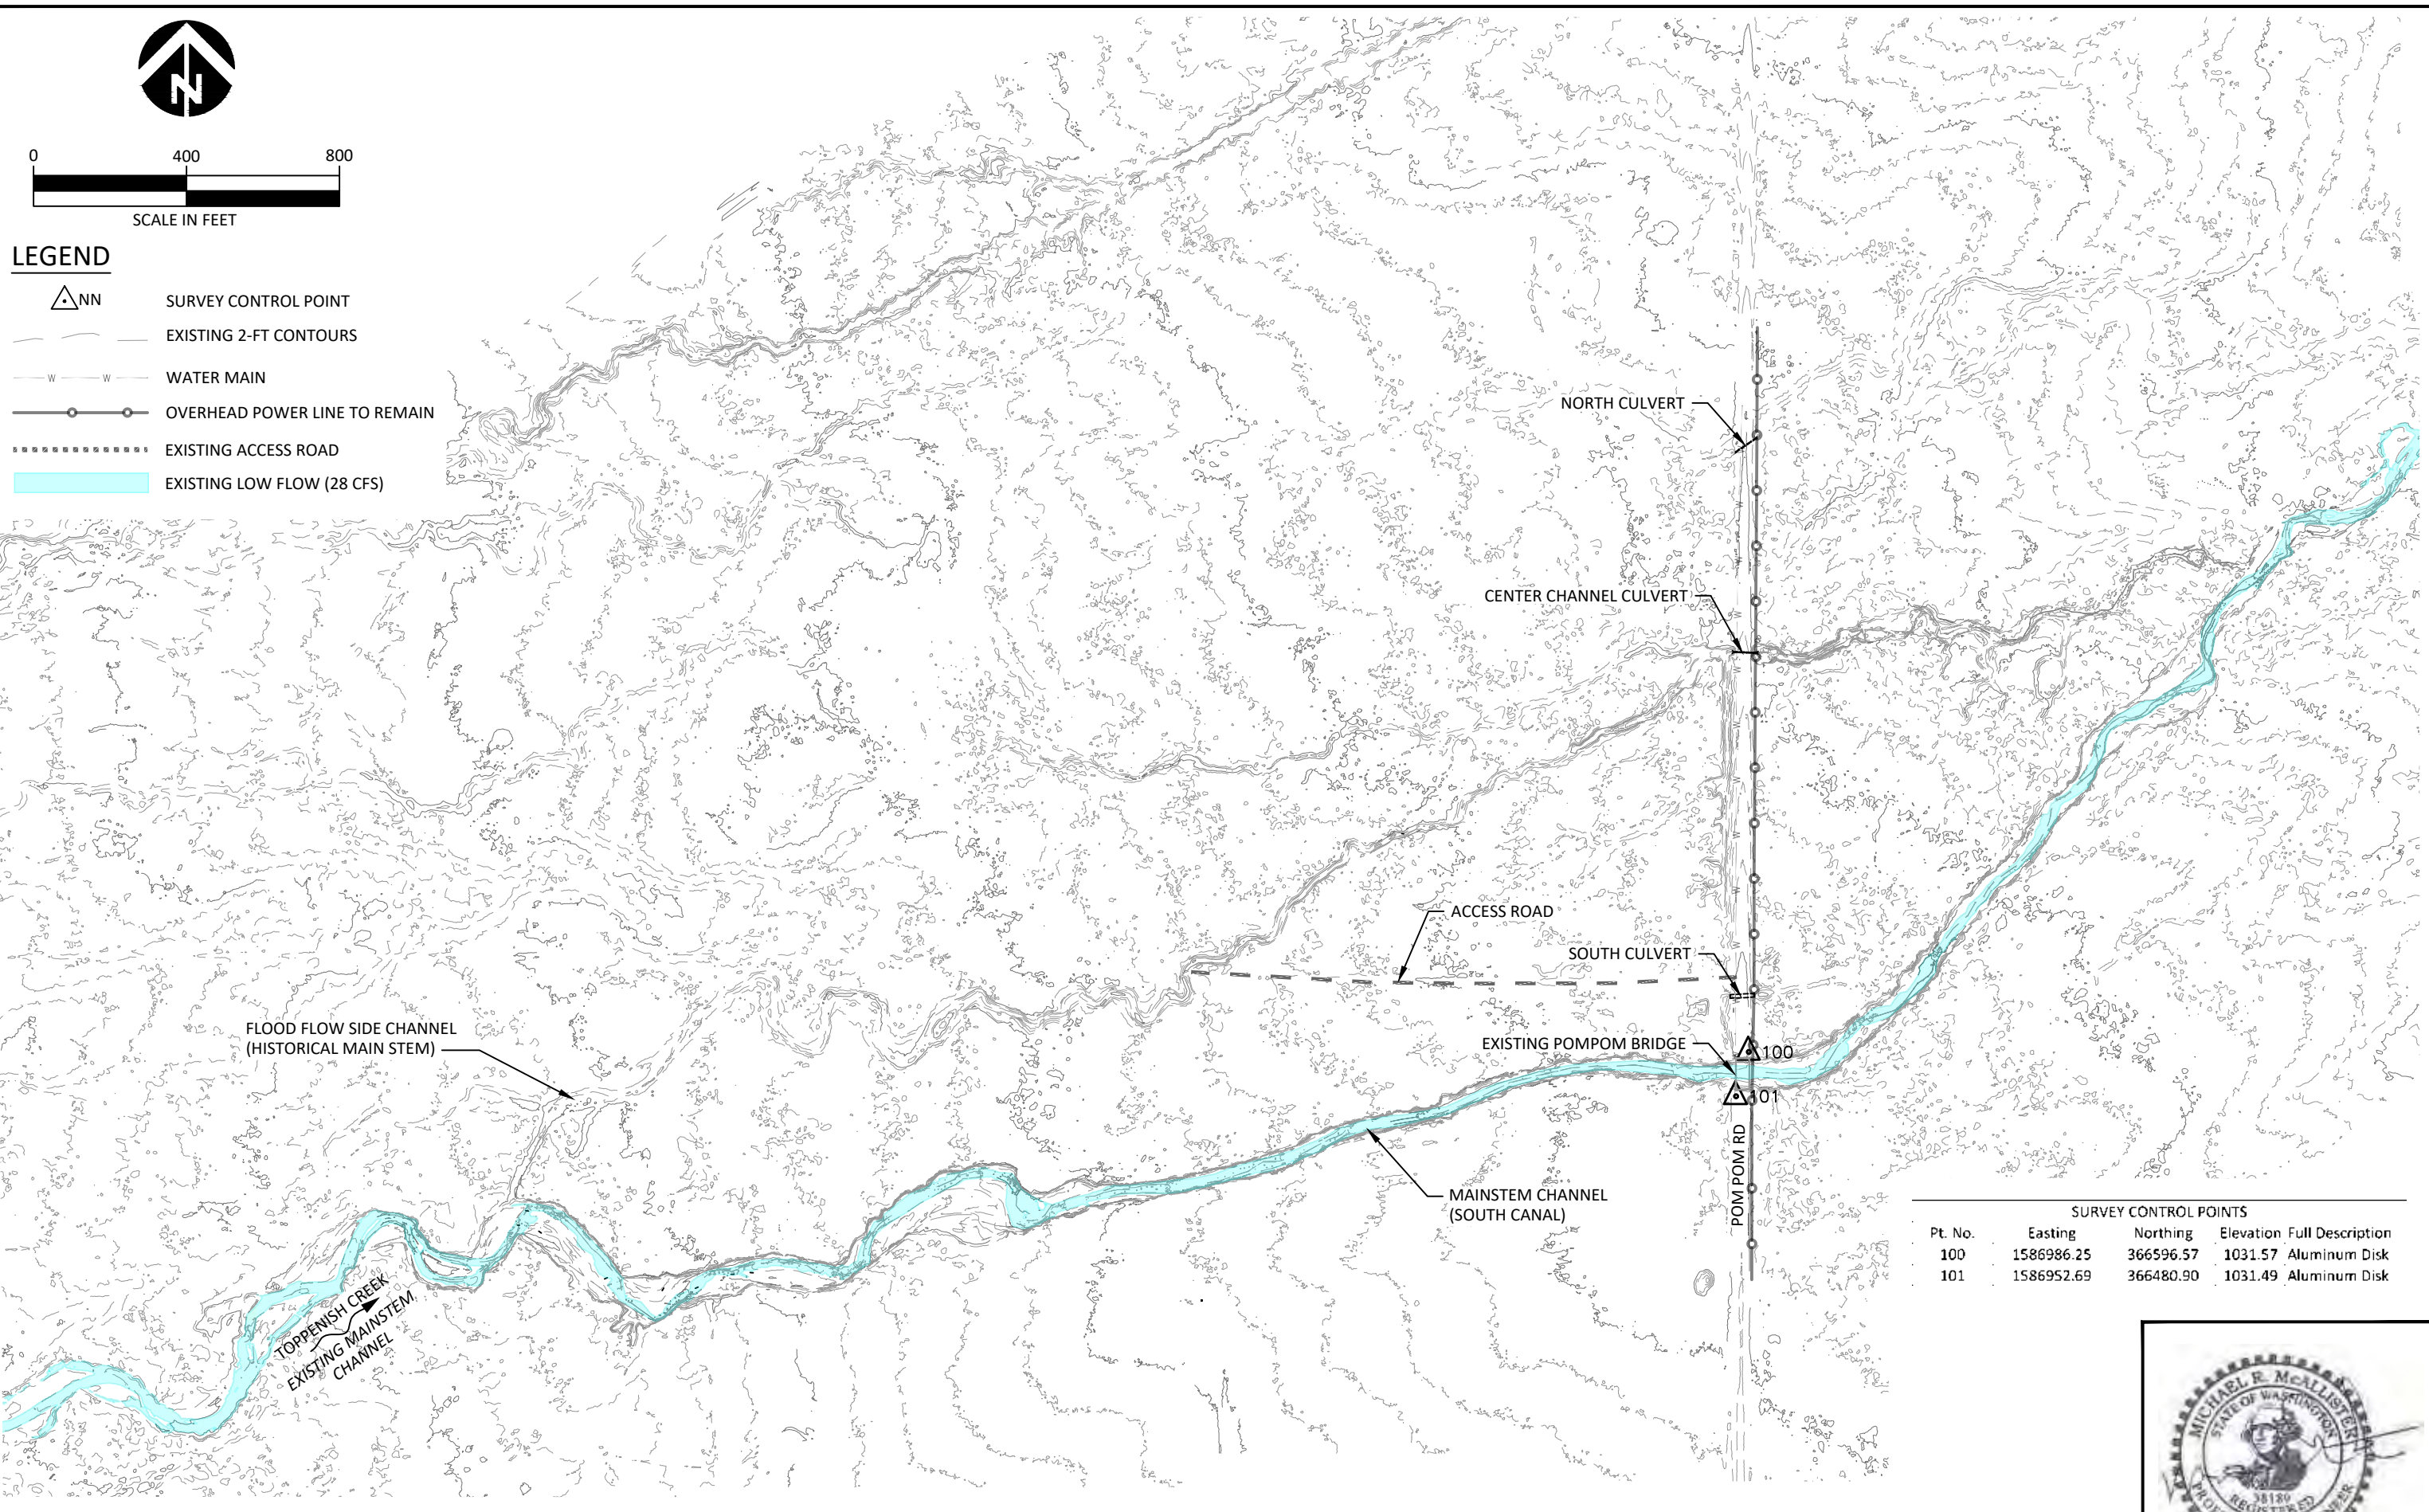 N
0 400 800
SCALE IN FEET
LEGEND
NN SURVEY CONTROL POINT
EXISTING 2-FT CONTOURS
W W WATER MAIN
OVERHEAD POWER LINE TO REMAIN
EXISTING ACCESS ROAD
EXISTING LOW FLOW (28 CFS)
NORTH CULVERT
CENTER CHANNEL CULVERT
ACCESS ROAD
SOUTH CULVERT
FLOOD FLOW SIDE CHANNEL
(HISTORICAL MAIN STEM)
EXISTING POMPOM BRIDGE
100
101
POM POM RD
MAINSTEM CHANNEL
(SOUTH CANAL)
TOPPENISH CREEK
EXISTING MAINSTEM
CHANNEL
SURVEY CONTROL POINTS
Pt. No. Easting Northing Elevation Full Description
100 1586986.25 366596.57 1031.57 Aluminum Disk
101 1586952.69 366480.90 1031.49 Aluminum Disk
MICHAEL R. McALLISTER
STATE OF WASHINGTON
38189
REGISTERED